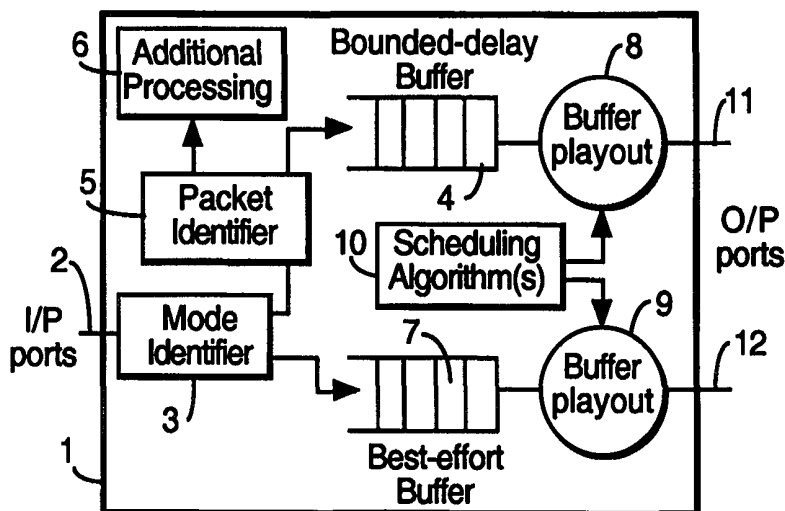 6
Additional
Processing
Bounded-delay
Buffer
8
Buffer
playout
11
5
Packet
Identifier
4
10
Scheduling
Algorithm(s)
O/P
ports
2
I/P
ports
Mode
Identifier
3
7
9
Buffer
playout
12
1
Best-effort
Buffer